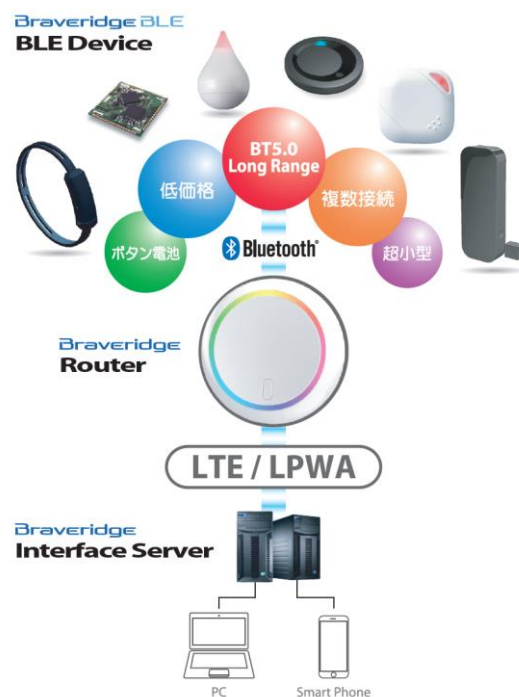 Braveridge BLE
BLE Device
BT5.0
Long Range
低価格
複数接続
ボタン電池
Bluetooth®
超小型
Braveridge
Router
LTE / LPWA
Braveridge
Interface Server
PC
Smart Phone